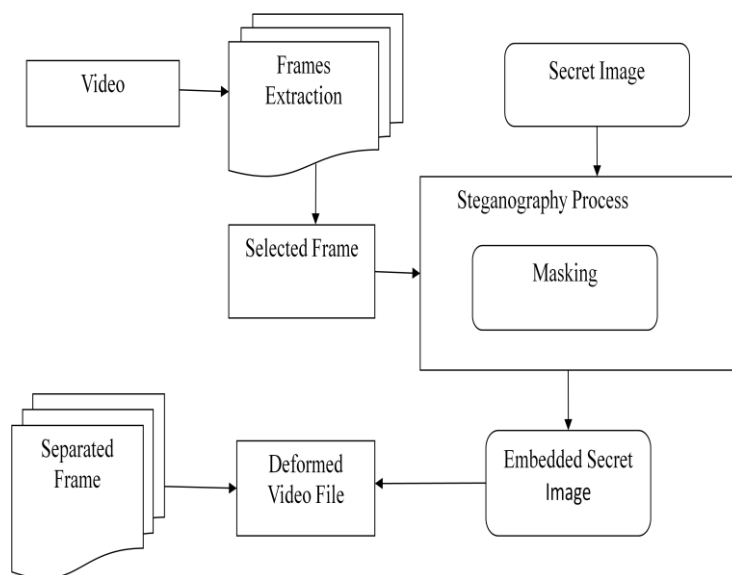 Video
Frames
Extraction
Secret Image
Steganography Process
Selected Frame
Masking
Separated
Frame
Deformed
Video File
Embedded Secret
Image